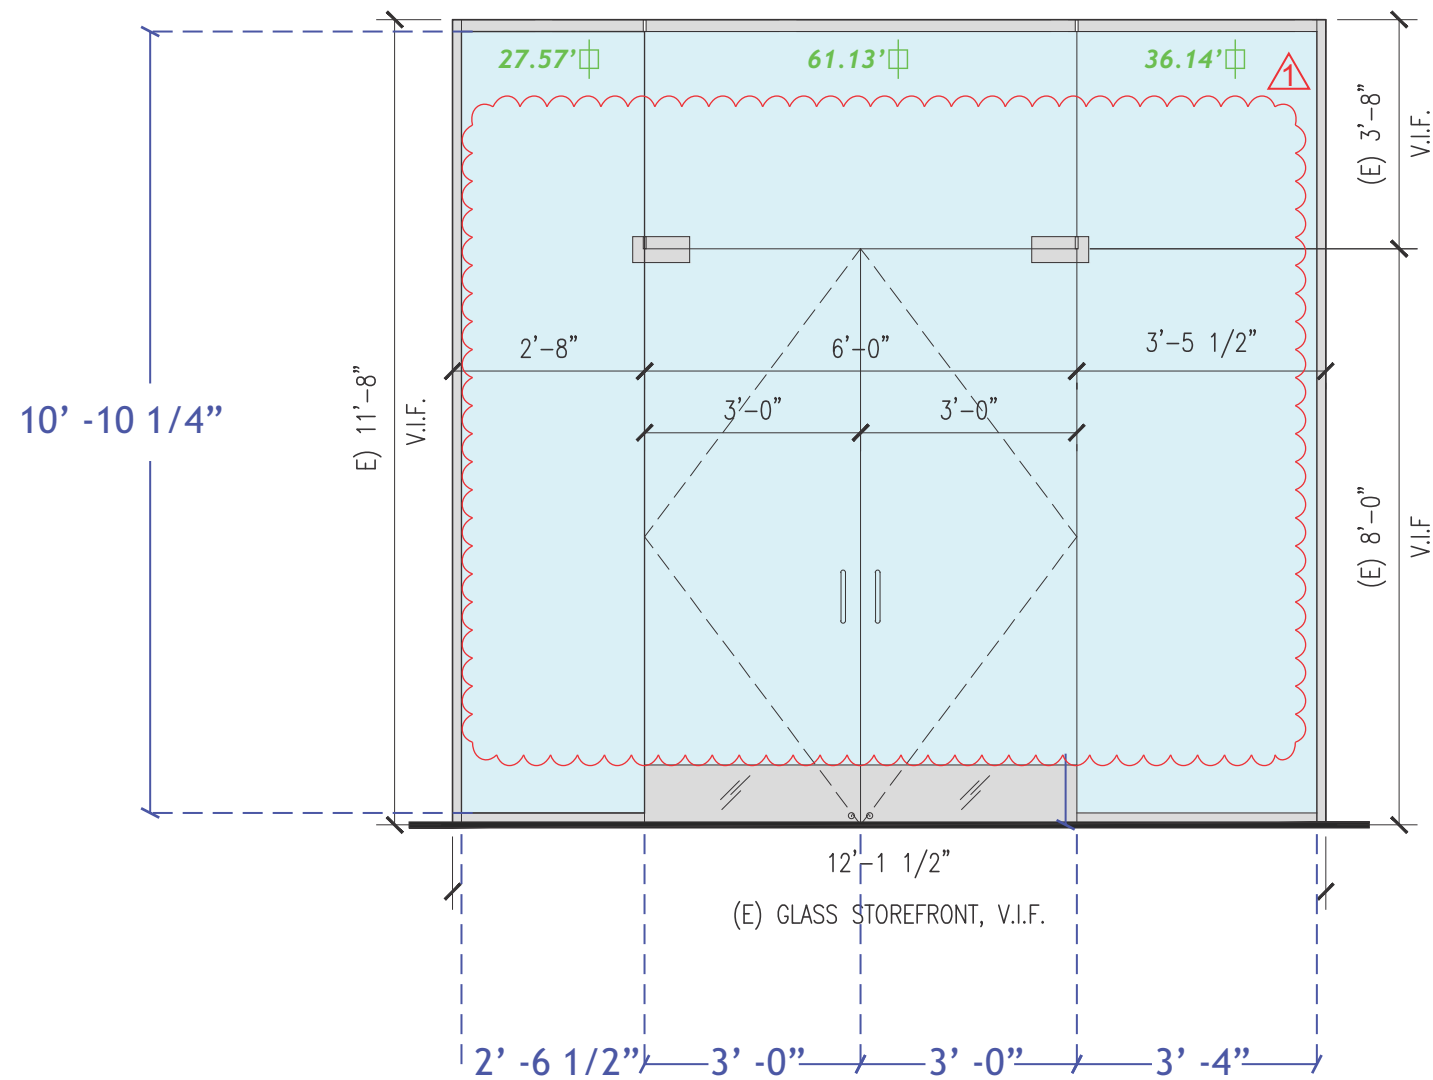 27.57'
61.13'
36.14'
1
(E) 3'-8"
V.I.F.
2'-8"
6'-0"
3'-5 1/2"
3'-0"
3'-0"
10' -10 1/4”
E) 11'-8"
V.I.F.
(E) 8'-0"
V.I.F
12'-1 1/2"
(E) GLASS STOREFRONT, V.I.F.
2' -6 1/2”
3' -0”
3' -0”
3' -4”